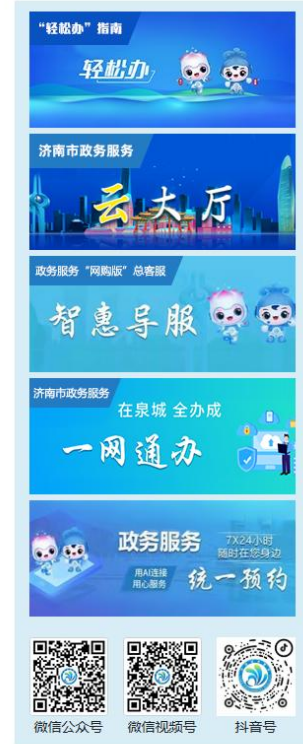 “轻松办”指南
轻松办
济南市政务服务
云大厅
政务服务“网购版”总客服
智惠导服
济南市政务服务
在泉城 全办成
一网通办
政务服务
7X24小时
随时在您身边
用AI连接
用心服务
统一预约
微信公众号
微信视频号
抖音号